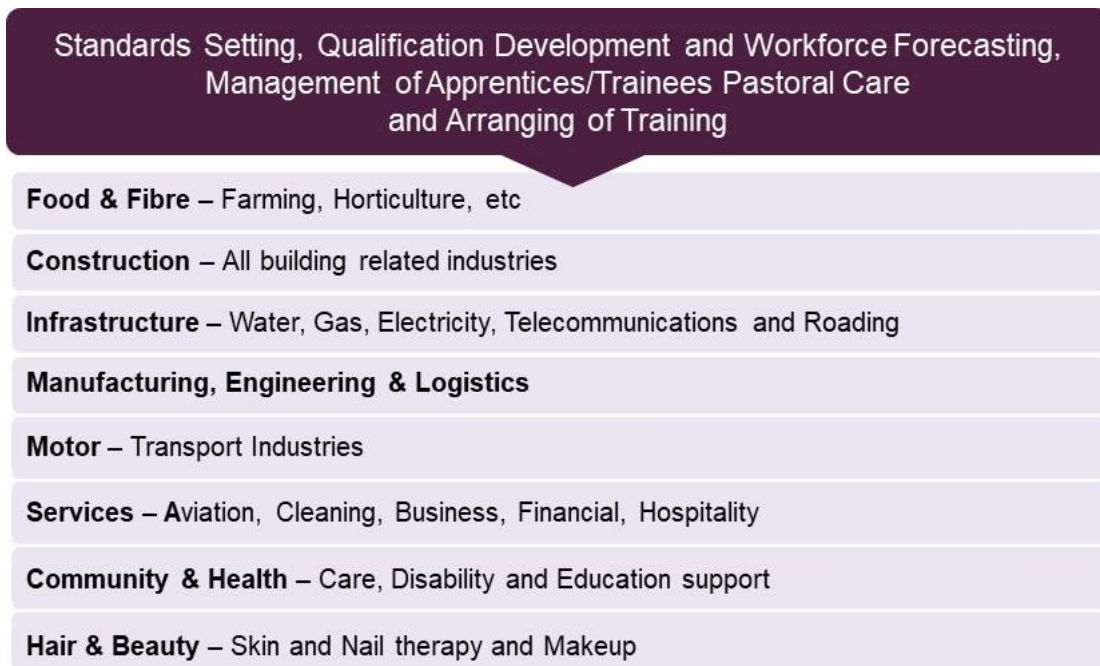 Standards Setting, Qualification Development and Workforce Forecasting,
Management of Apprentices/Trainees Pastoral Care
and Arranging of Training
Food & Fibre – Farming, Horticulture, etc
Construction – All building related industries
Infrastructure – Water, Gas, Electricity, Telecommunications and Roading
Manufacturing, Engineering & Logistics
Motor – Transport Industries
Services – Aviation, Cleaning, Business, Financial, Hospitality
Community & Health – Care, Disability and Education support
Hair & Beauty – Skin and Nail therapy and Makeup